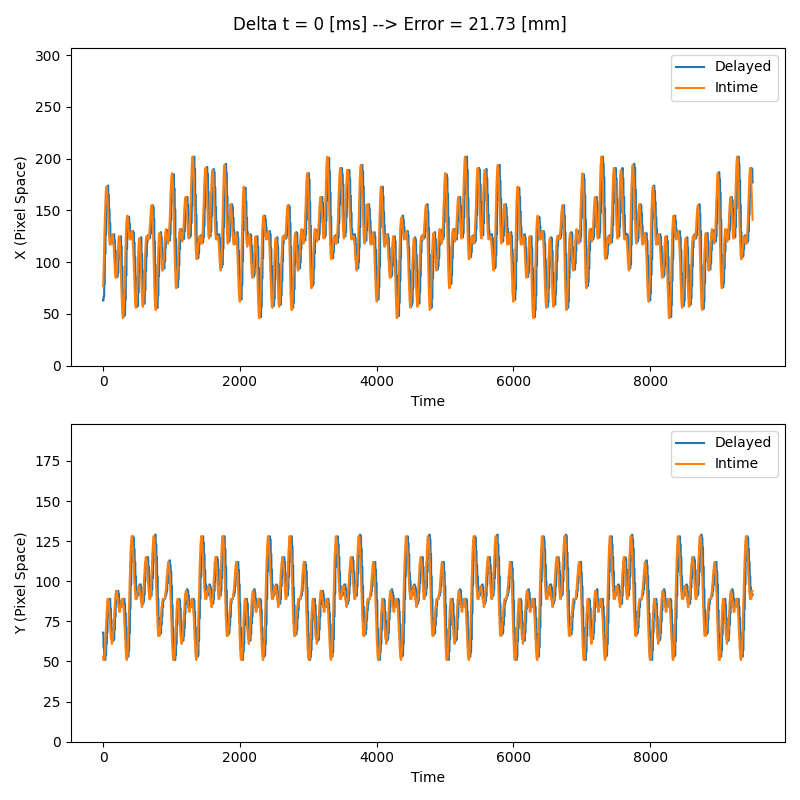 Delta t = 0 [ms] --> Error = 21.73 [mm]
300
250
200
150
100
50
0
X (Pixel Space)
Delayed
Intime
0 2000 4000 6000 8000
Time
175
150
125
100
75
50
25
0
Y (Pixel Space)
Delayed
Intime
0 2000 4000 6000 8000
Time